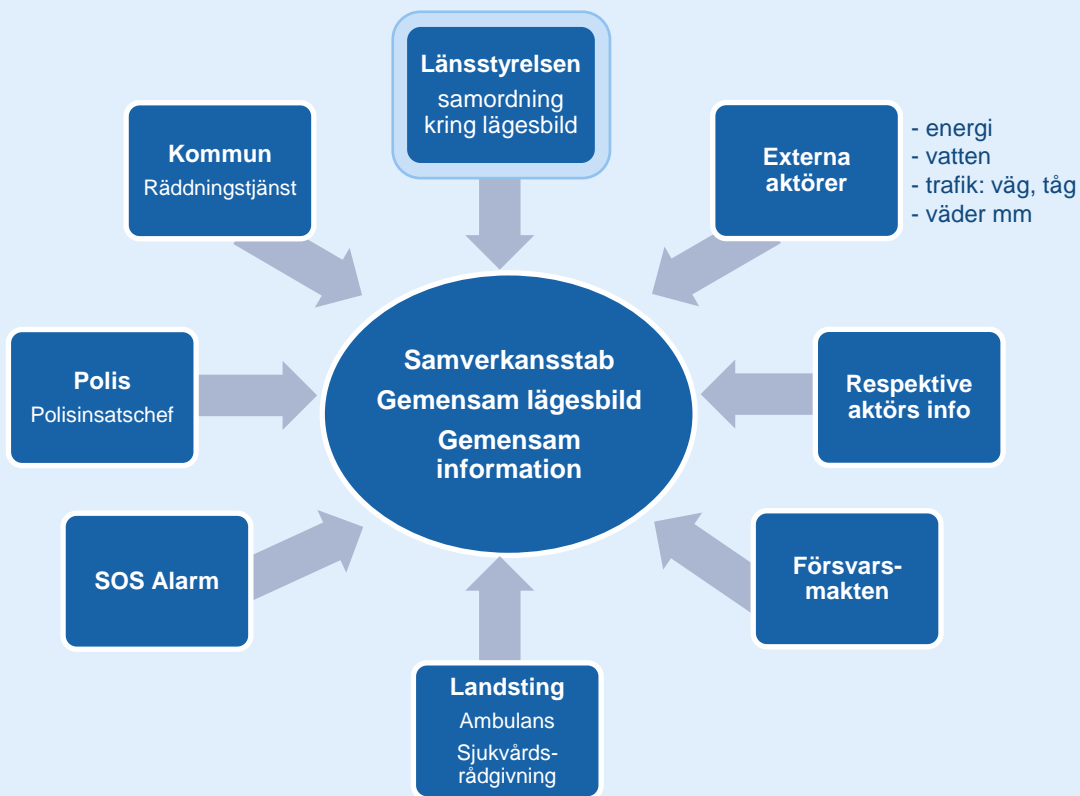 Länsstyrelsen
samordning
kring lägesbild
Kommun
Räddningstjänst
Externa
aktörer
- energi
- vatten
- trafik: väg, tåg
- väder mm
Polis
Polisinsatschef
Samverkansstab
Gemensam lägesbild
Gemensam
information
Respektive
aktörs info
SOS Alarm
Försvars-
makten
Landsting
Ambulans
Sjukvårds-
rådgivning